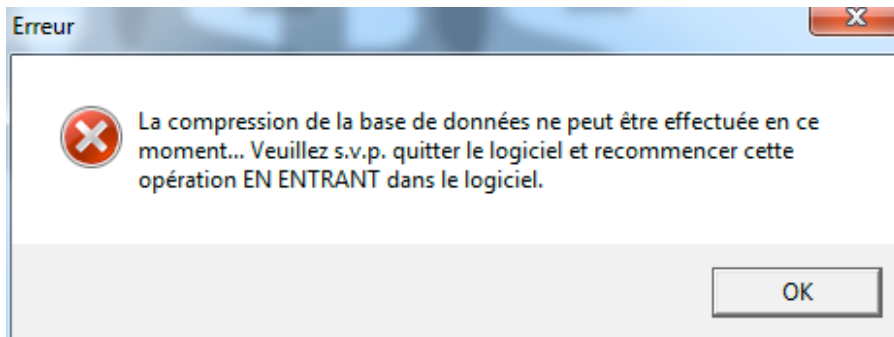 Erreur
La compression de la base de données ne peut être effectuée en ce
moment... Veuillez s.v.p. quitter le logiciel et recommencer cette
opération EN ENTRANT dans le logiciel.
OK